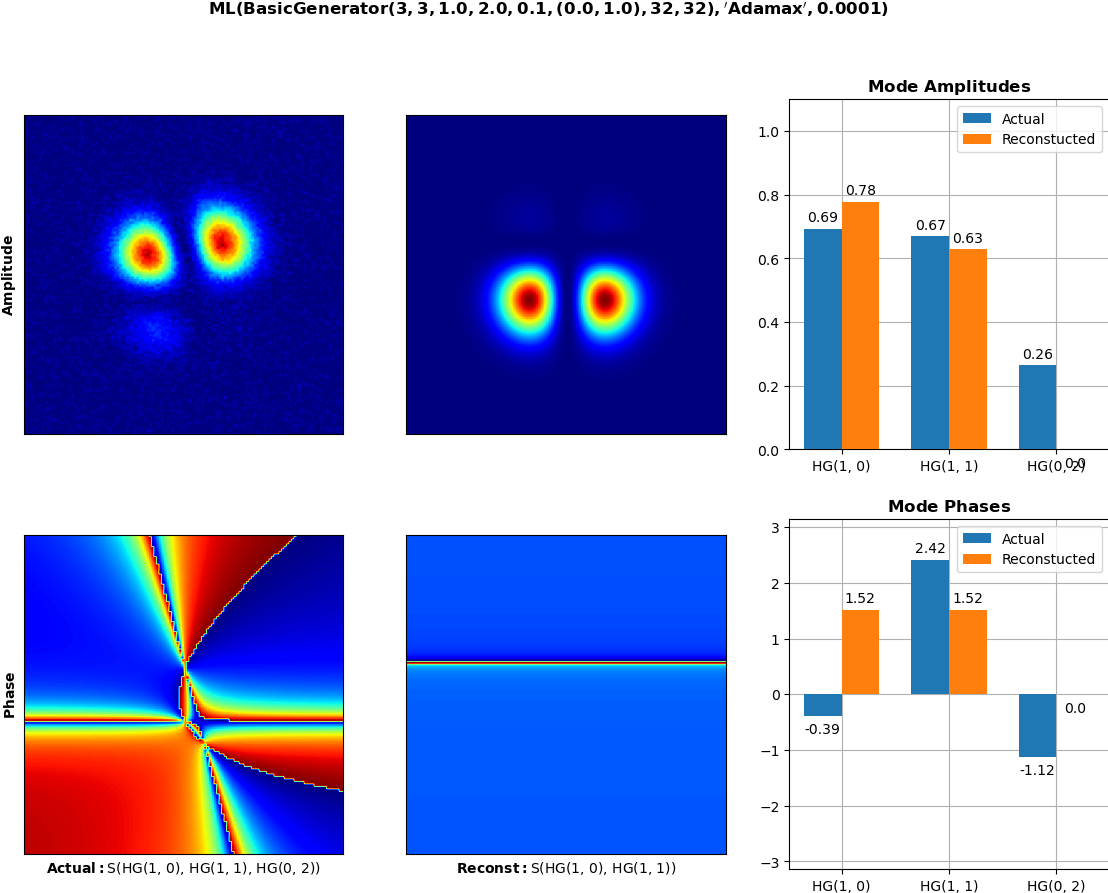 ML(BasicGenerator(3, 3, 1.0, 2.0, 0.1, (0.0, 1.0), 32, 32), ′Adamax′, 0.0001)
Amplitude
Mode Amplitudes
Actual
Reconstucted
1.0
0.8
0.6
0.4
0.2
0.0
0.69
0.78
0.67
0.63
0.26
0.0
HG(1, 0)
HG(1, 1)
HG(0, 2)
Phase
Actual: S(HG(1, 0), HG(1, 1), HG(0, 2))
Reconst: S(HG(1, 0), HG(1, 1))
Mode Phases
Actual
Reconstucted
3
2
1
0
−1
−2
−3
-0.39
1.52
2.42
1.52
-1.12
0.0
HG(1, 0)
HG(1, 1)
HG(0, 2)